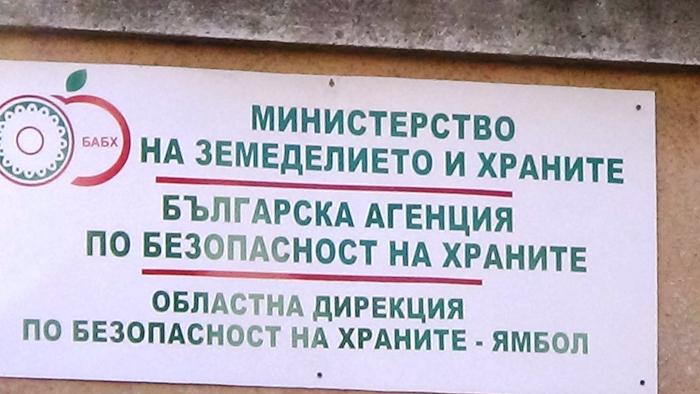 БАБХ
МИНИСТЕРСТВО
НА ЗЕМЕДЕЛИЕТО И ХРАНИТЕ
БЪЛГАРСКА АГЕНЦИЯ
ПО БЕЗОПАСНОСТ НА ХРАНИТЕ
ОБЛАСТНА ДИРЕКЦИЯ
ПО БЕЗОПАСНОСТ НА ХРАНИТЕ - ЯМБОЛ